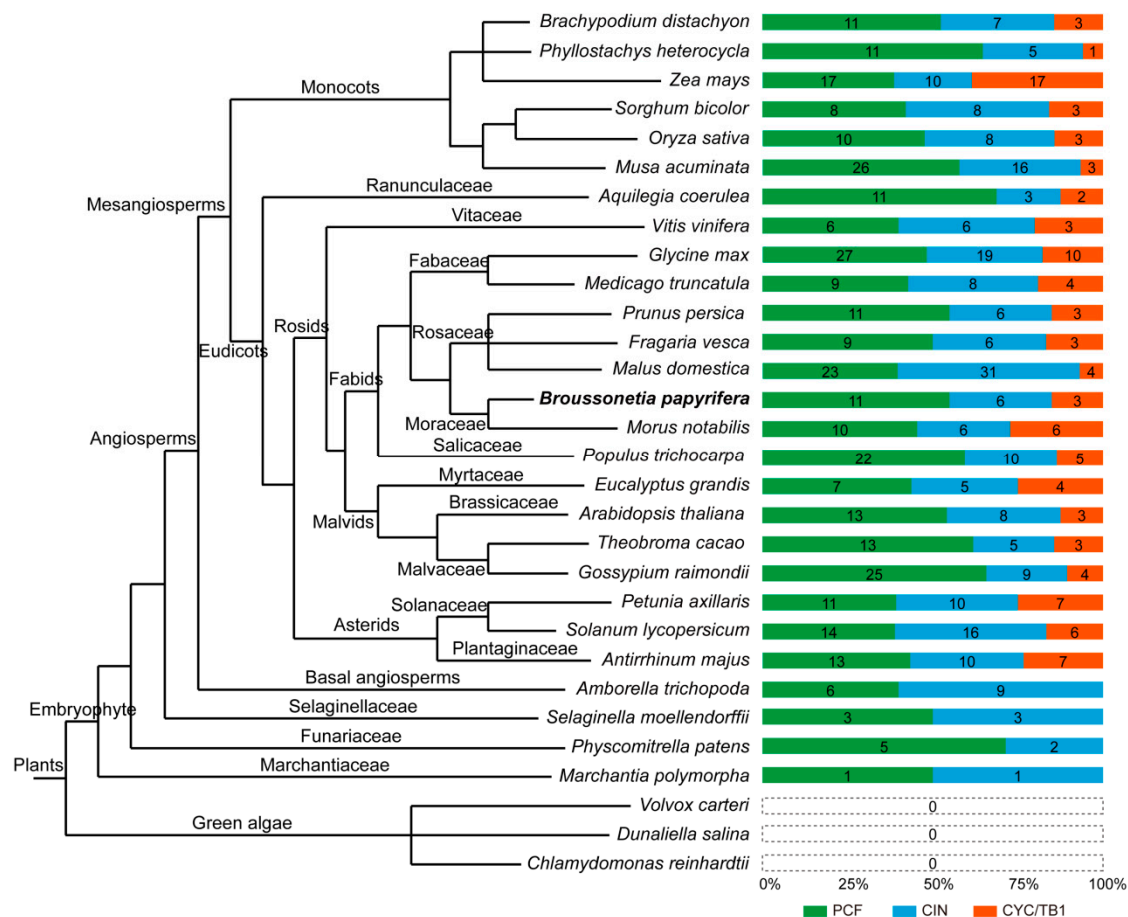 Brachypodium distachyon 11 7 3
Phyllostachys heterocycla 11 5 1
Monocots
Zea mays 17 10 17
Sorghum bicolor 8 8 3
Oryza sativa 10 8 3
Musa acuminata 26 16 3
Ranunculaceae
Mesangiosperms
Aquilegia coerulea 11 3 2
Vitaceae
Vitis vinifera 6 6 3
Glycine max 27 19 10
Fabaceae
Medicago truncatula 9 8 4
Prunus persica 11 6 3
Rosids
Rosaceae
Eudicots
Fragaria vesca 9 6 3
Malus domestica 23 31 4
Fabids
Broussonetia papyrifera 11 6 3
Moraceae
Morus notabilis 10 6 6
Angiosperms
Salicaceae
Populus trichocarpa 22 10 5
Myrtaceae
Eucalyptus grandis 7 5 4
Brassicaceae
Arabidopsis thaliana 13 8 3
Malvids
Theobroma cacao 13 5 3
Malvaceae
Gossypium raimondii 25 9 4
Petunia axillaris 11 10 7
Solanaceae
Asterids
Solanum lycopersicum 14 16 6
Plantaginaceae
Antirrhinum majus 13 10 7
Basal angiosperms
Amborella trichopoda 6 9
Selaginellaceae
Embryophyte
Selaginella moellendorffii 3 3
Funariaceae
Physcomitrella patens 5 2
Plants
Marchantiaceae
Marchantia polymorpha 1 1
Volvox carteri 0
Green algae
Dunaliella salina 0
Chlamydomonas reinhardtii 0
0% 25% 50% 75% 100%
PCF CIN CYC/TB1